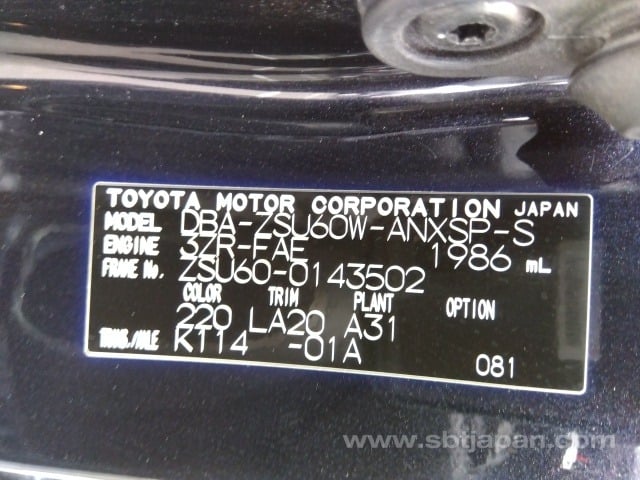 TOYOTA MOTOR CORPORATION JAPAN
MODEL DBA-ZSU60W-ANXSP-S
ENGINE 3ZR-FAE 1986 mL
FRAME No. ZSU60-0143502
COLOR TRIM PLANT OPTION
220 LA20 A31
TRANS./AXLE K114 -01A
081
www.sbtjapan.com